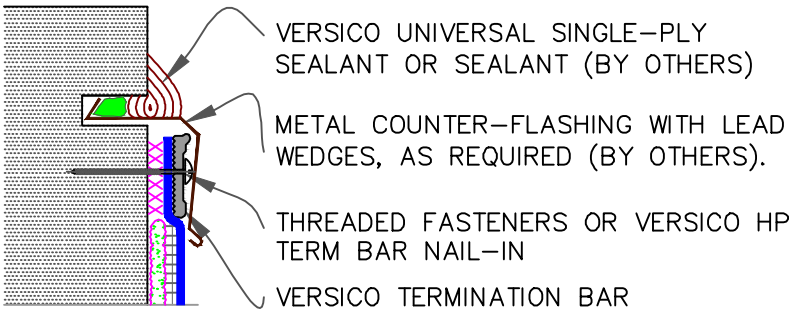 VERSICO UNIVERSAL SINGLE-PLY
SEALANT OR SEALANT (BY OTHERS)
METAL COUNTER-FLASHING WITH LEAD
WEDGES, AS REQUIRED (BY OTHERS).
THREADED FASTENERS OR VERSICO HP
TERM BAR NAIL-IN
VERSICO TERMINATION BAR